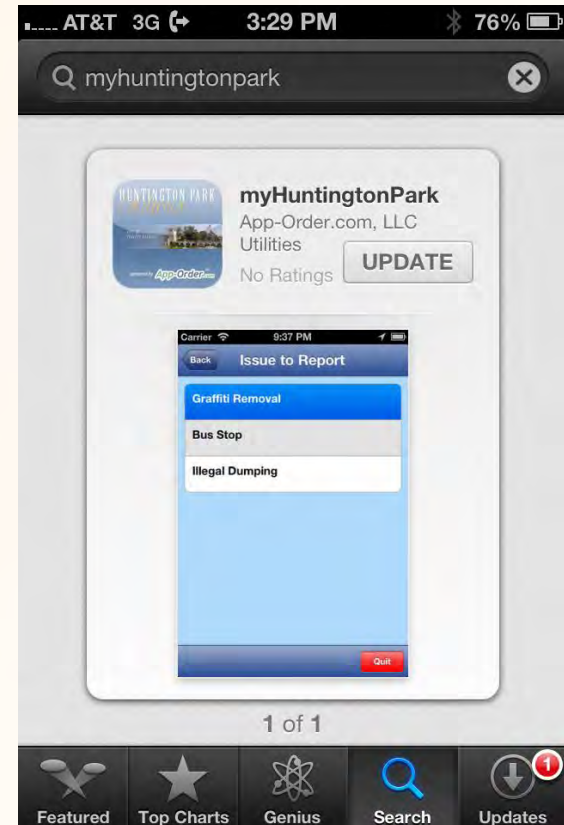 AT&T 3G 3:29 PM 76%
myhuntingtonpark
HUNTINGTON PARK
App-Order.com
myHuntingtonPark
App-Order.com, LLC
Utilities
No Ratings
UPDATE
Carrier 9:37 PM
Back Issue to Report
Graffiti Removal
Bus Stop
Illegal Dumping
Quit
1 of 1
1
Featured Top Charts Genius Search Updates